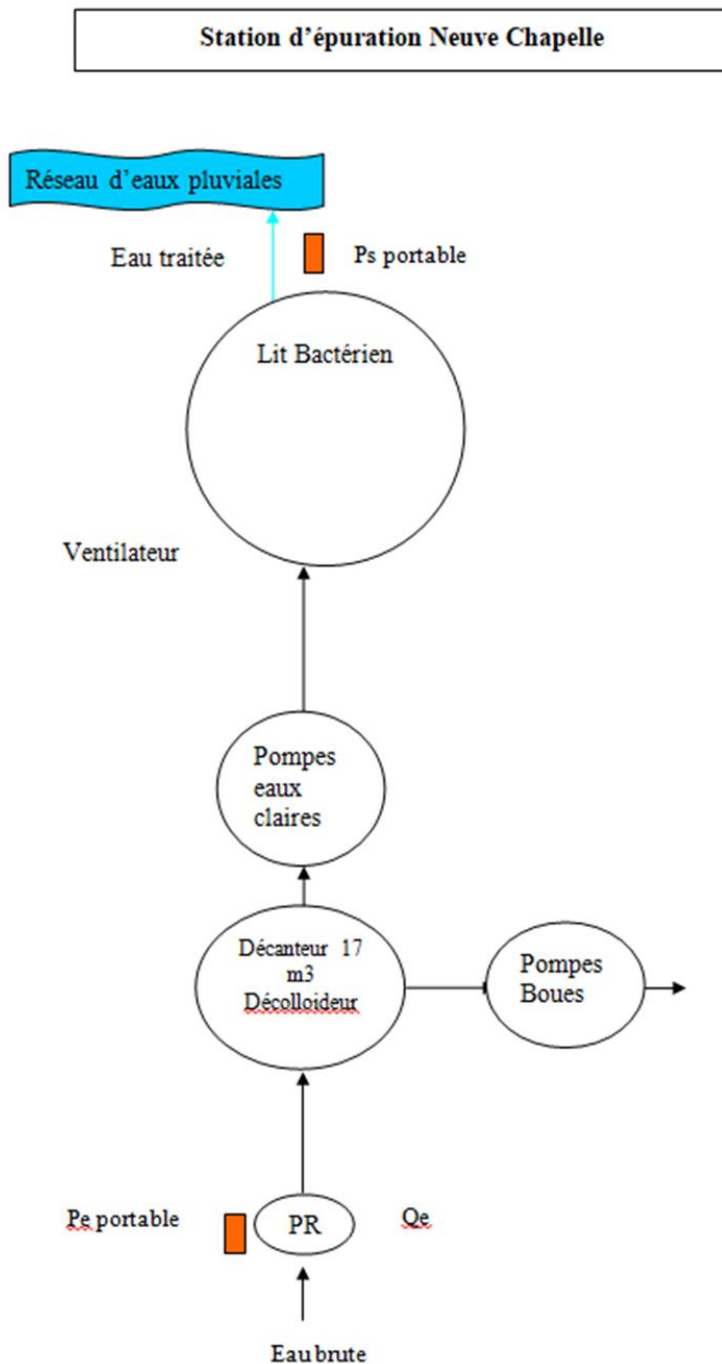 Station d'épuration Neuve Chapelle
Réseau d'eaux pluviales
Eau traitée
Ps portable
Lit Bactérien
Ventilateur
Pompes
eaux
claires
Décanteur 17
m3
Décolloideur
Pompes
Boues
Pe portable
PR
Qe
Eau brute